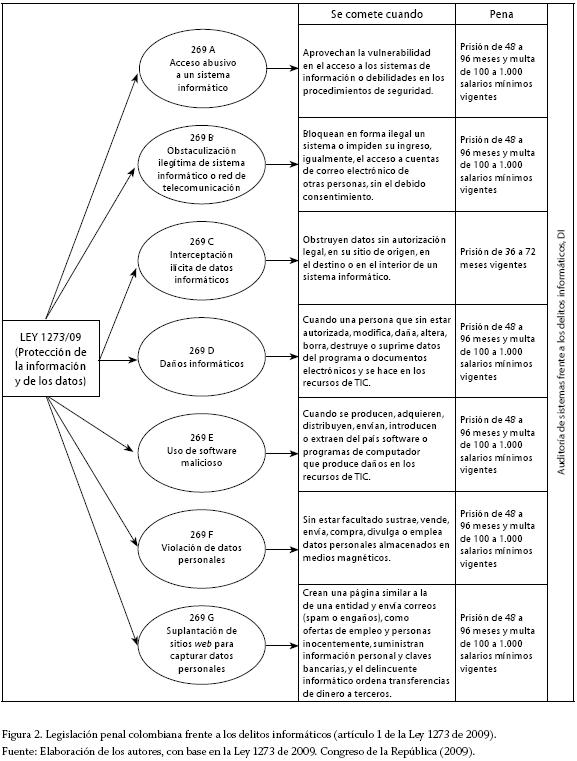 Se comete cuando
Pena
LEY 1273/09
(Protección de
la información
y de los datos)
269 A
Acceso abusivo
a un sistema
informático
Aprovechan la vulnerabilidad
en el acceso a los sistemas de
información o debilidades en los
procedimientos de seguridad.
Prisión de 48 a
96 meses y multa
de 100 a 1.000
salarios mínimos
vigentes
269 B
Obstaculización
ilegítima de sistema
informático o red de
telecomunicación
Bloquean en forma ilegal un
sistema o impiden su ingreso,
igualmente, el acceso a cuentas
de correo electrónico de
otras personas, sin el debido
consentimiento.
Prisión de 48 a
96 meses y multa
de 100 a 1.000
salarios mínimos
vigentes
269 C
Interceptación
ilícita de datos
informáticos
Obstruyen datos sin autorización
legal, en su sitio de origen, en
el destino o en el interior de un
sistema informático.
Prisión de 36 a 72
meses vigentes
269 D
Daños informáticos
Cuando una persona que sin estar
autorizada, modifica, daña, altera,
borra, destruye o suprime datos
del programa o documentos
electrónicos y se hace en los
recursos de TIC.
Prisión de 48 a
96 meses y multa
de 100 a 1.000
salarios mínimos
vigentes
269 E
Uso de software
malicioso
Cuando se producen, adquieren,
distribuyen, envían, introducen
o extraen del país software o
programas de computador
que produce daños en los
recursos de TIC.
Prisión de 48 a
96 meses y multa
de 100 a 1.000
salarios mínimos
vigentes
269 F
Violación de datos
personales
Sin estar facultado sustrae, vende,
envía, compra, divulga o emplea
datos personales almacenados en
medios magnéticos.
Prisión de 48 a
96 meses y multa
de 100 a 1.000
salarios mínimos
vigentes
269 G
Suplantación de
sitios web para
capturar datos
personales
Crean una página similar a la
de una entidad y envía correos
(spam o engaños), como
ofertas de empleo y personas
inocentemente, suministran
información personal y claves
bancarias, y el delincuente
informático ordena transferencias
de dinero a terceros.
Prisión de 48 a
96 meses y multa
de 100 a 1.000
salarios mínimos
vigentes
Auditoría de sistemas frente a los delitos informáticos, DI
Figura 2. Legislación penal colombiana frente a los delitos informáticos (artículo 1 de la Ley 1273 de 2009).
Fuente: Elaboración de los autores, con base en la Ley 1273 de 2009. Congreso de la República (2009).